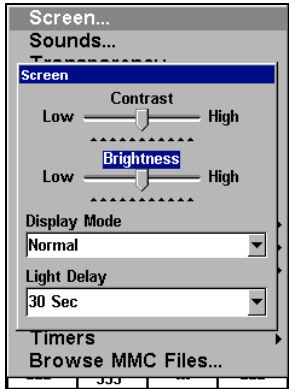 Screen...
Sounds...
Transparency
Screen
Contrast
Low High
Brightness
Low High
Display Mode
Normal
Light Delay
30 Sec
Timers
Browse MMC Files...